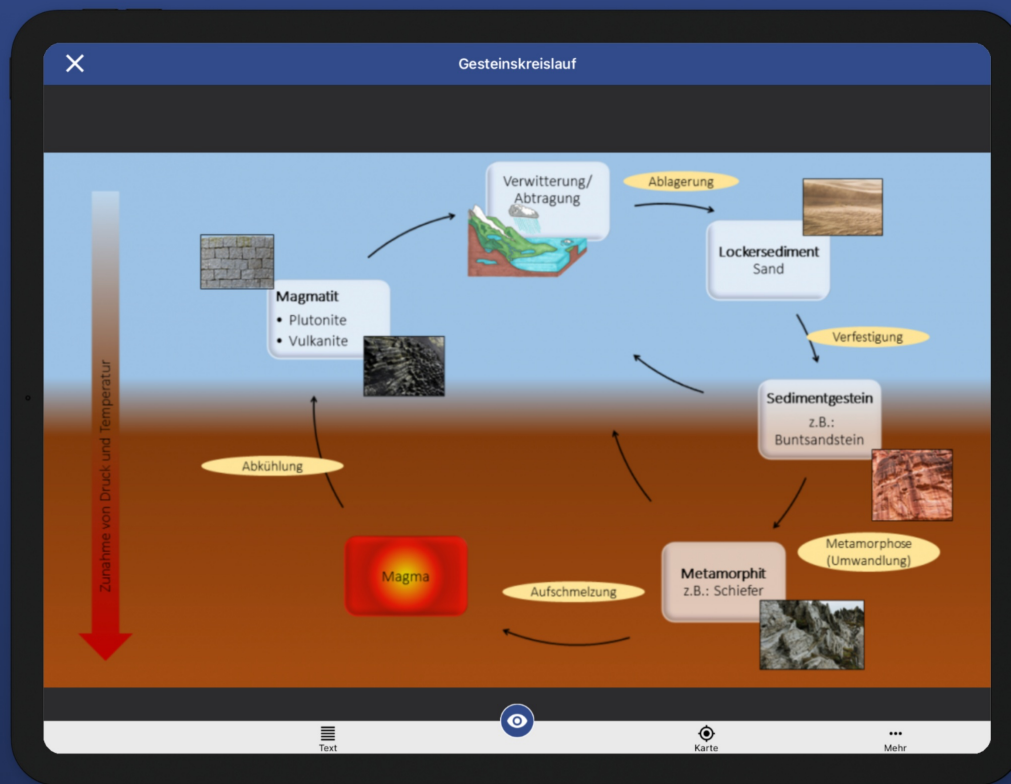 Gesteinskreislauf
Verwitterung/
Abtragung
Ablagerung
Lockersediment
Sand
Magmatit
• Plutonite
• Vulkanite
Verfestigung
Sedimentgestein
z.B.:
Buntsandstein
Zunahme von Druck und Temperatur
Abkühlung
Metamorphose
(Umwandlung)
Magma
Aufschmelzung
Metamorphit
z.B.: Schiefer
Text
Karte
Mehr